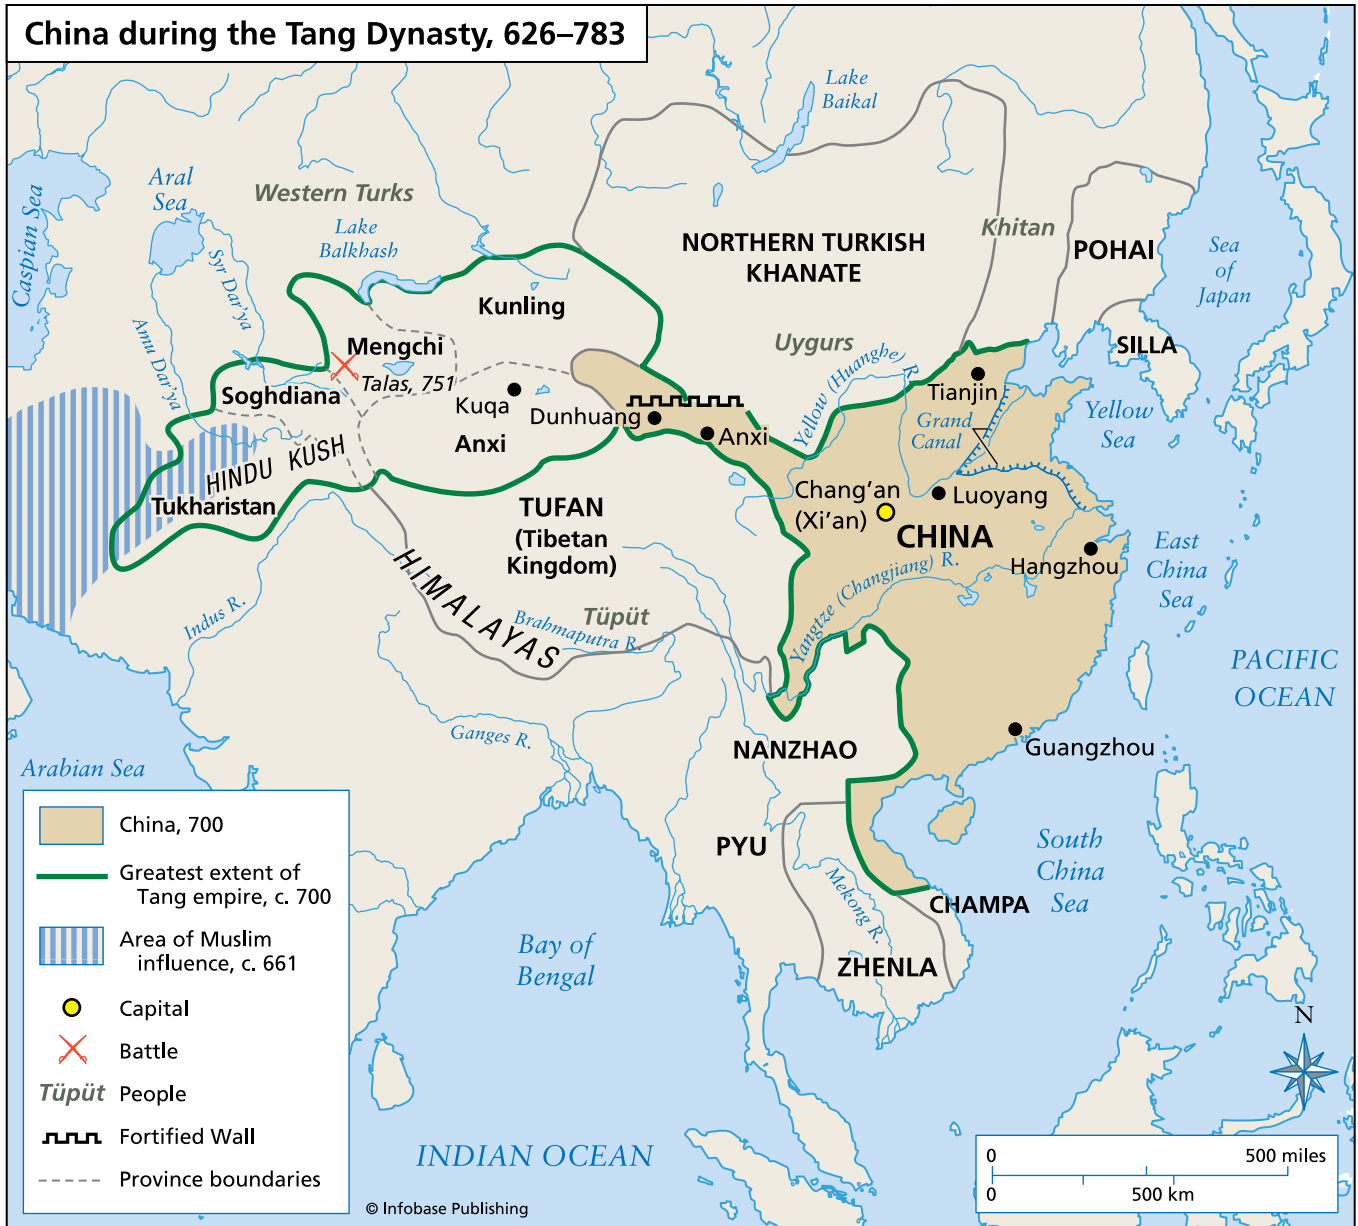 China during the Tang Dynasty, 626–783
Lake
Baikal
Caspian Sea
Aral
Sea
Western Turks
Lake
Balkhash
Syr Dar'ya
Amu Dar'ya
NORTHERN TURKISH
KHANATE
Khitan
POHAI
Sea
of
Japan
Kunling
Mengchi
Talas, 751
Uygurs
SILLA
Soghdiana
Kuqa
Dunhuang
Anxi
Anxi
Yellow (Huanghe) R.
Tianjin
Grand
Canal
Yellow
Sea
HINDU KUSH
Tukharistan
TUFAN
(Tibetan
Kingdom)
Chang'an
(Xi'an)
Luoyang
CHINA
Hangzhou
East
China
Sea
HIMALAYAS
Indus R.
Tüpüt
Brahmaputra R.
Yangtze (Changjiang) R.
PACIFIC
OCEAN
Ganges R.
NANZHAO
Guangzhou
Arabian Sea
PYU
Mekong R.
CHAMPA
South
China
Sea
ZHENLA
Bay of
Bengal
INDIAN OCEAN
China, 700
Greatest extent of
Tang empire, c. 700
Area of Muslim
influence, c. 661
Capital
Battle
Tüpüt People
Fortified Wall
Province boundaries
© Infobase Publishing
N
0 500 miles
0 500 km